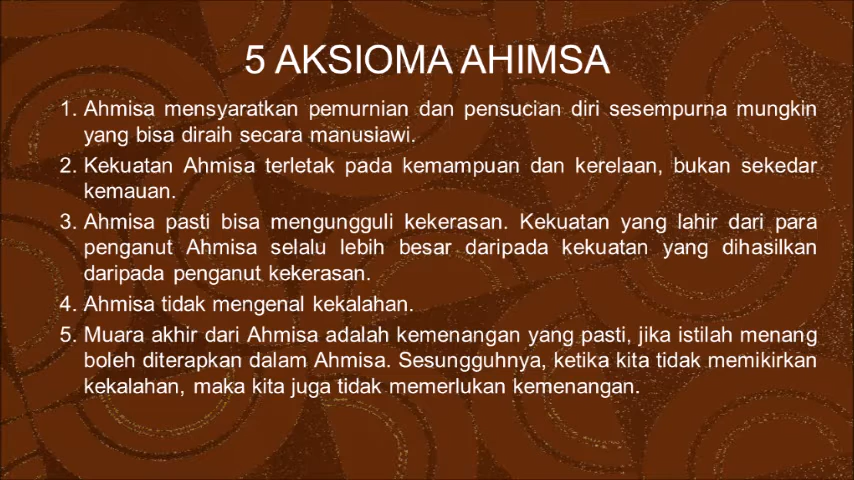 5 AKSIOMA AHIMSA
1. Ahmisa mensyaratkan pemurnian dan pensucian diri sesempurna mungkin
yang bisa diraih secara manusiawi.
2. Kekuatan Ahmisa terletak pada kemampuan dan kerelaan, bukan sekedar
kemauan.
3. Ahmisa pasti bisa mengungguli kekerasan. Kekuatan yang lahir dari para
penganut Ahmisa selalu lebih besar daripada kekuatan yang dihasilkan
daripada penganut kekerasan.
4. Ahmisa tidak mengenal kekalahan.
5. Muara akhir dari Ahmisa adalah kemenangan yang pasti, jika istilah menang
boleh diterapkan dalam Ahmisa. Sesungguhnya, ketika kita tidak memikirkan
kekalahan, maka kita juga tidak memerlukan kemenangan.